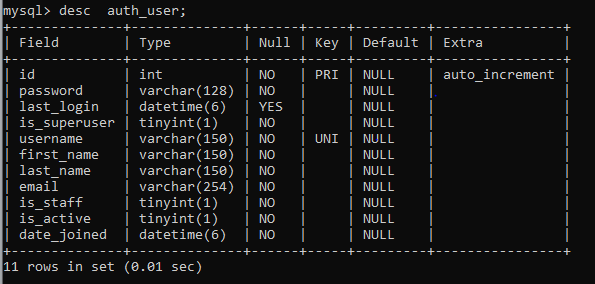 mysql> desc  auth_user;
+--------------+--------------+------+-----+---------+----------------+
| Field        | Type         | Null | Key | Default | Extra          |
+--------------+--------------+------+-----+---------+----------------+
| id           | int          | NO   | PRI | NULL    | auto_increment |
| password     | varchar(128) | NO   |     | NULL    |                |
| last_login   | datetime(6)  | YES  |     | NULL    |                |
| is_superuser | tinyint(1)   | NO   |     | NULL    |                |
| username     | varchar(150) | NO   | UNI | NULL    |                |
| first_name   | varchar(150) | NO   |     | NULL    |                |
| last_name    | varchar(150) | NO   |     | NULL    |                |
| email        | varchar(254) | NO   |     | NULL    |                |
| is_staff     | tinyint(1)   | NO   |     | NULL    |                |
| is_active    | tinyint(1)   | NO   |     | NULL    |                |
| date_joined  | datetime(6)  | NO   |     | NULL    |                |
+--------------+--------------+------+-----+---------+----------------+
11 rows in set (0.01 sec)